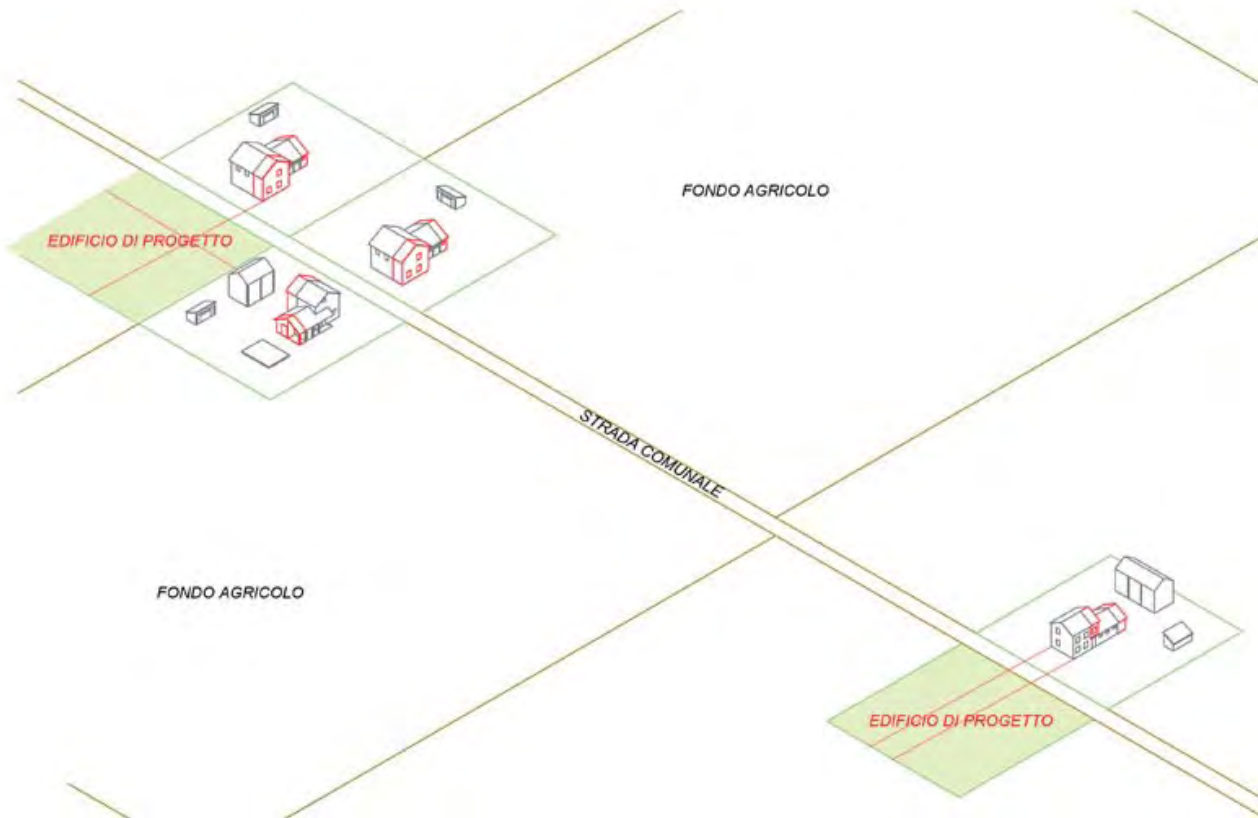 FONDO AGRICOLO
EDIFICIO DI PROGETTO
STRADA COMUNALE
FONDO AGRICOLO
EDIFICIO DI PROGETTO